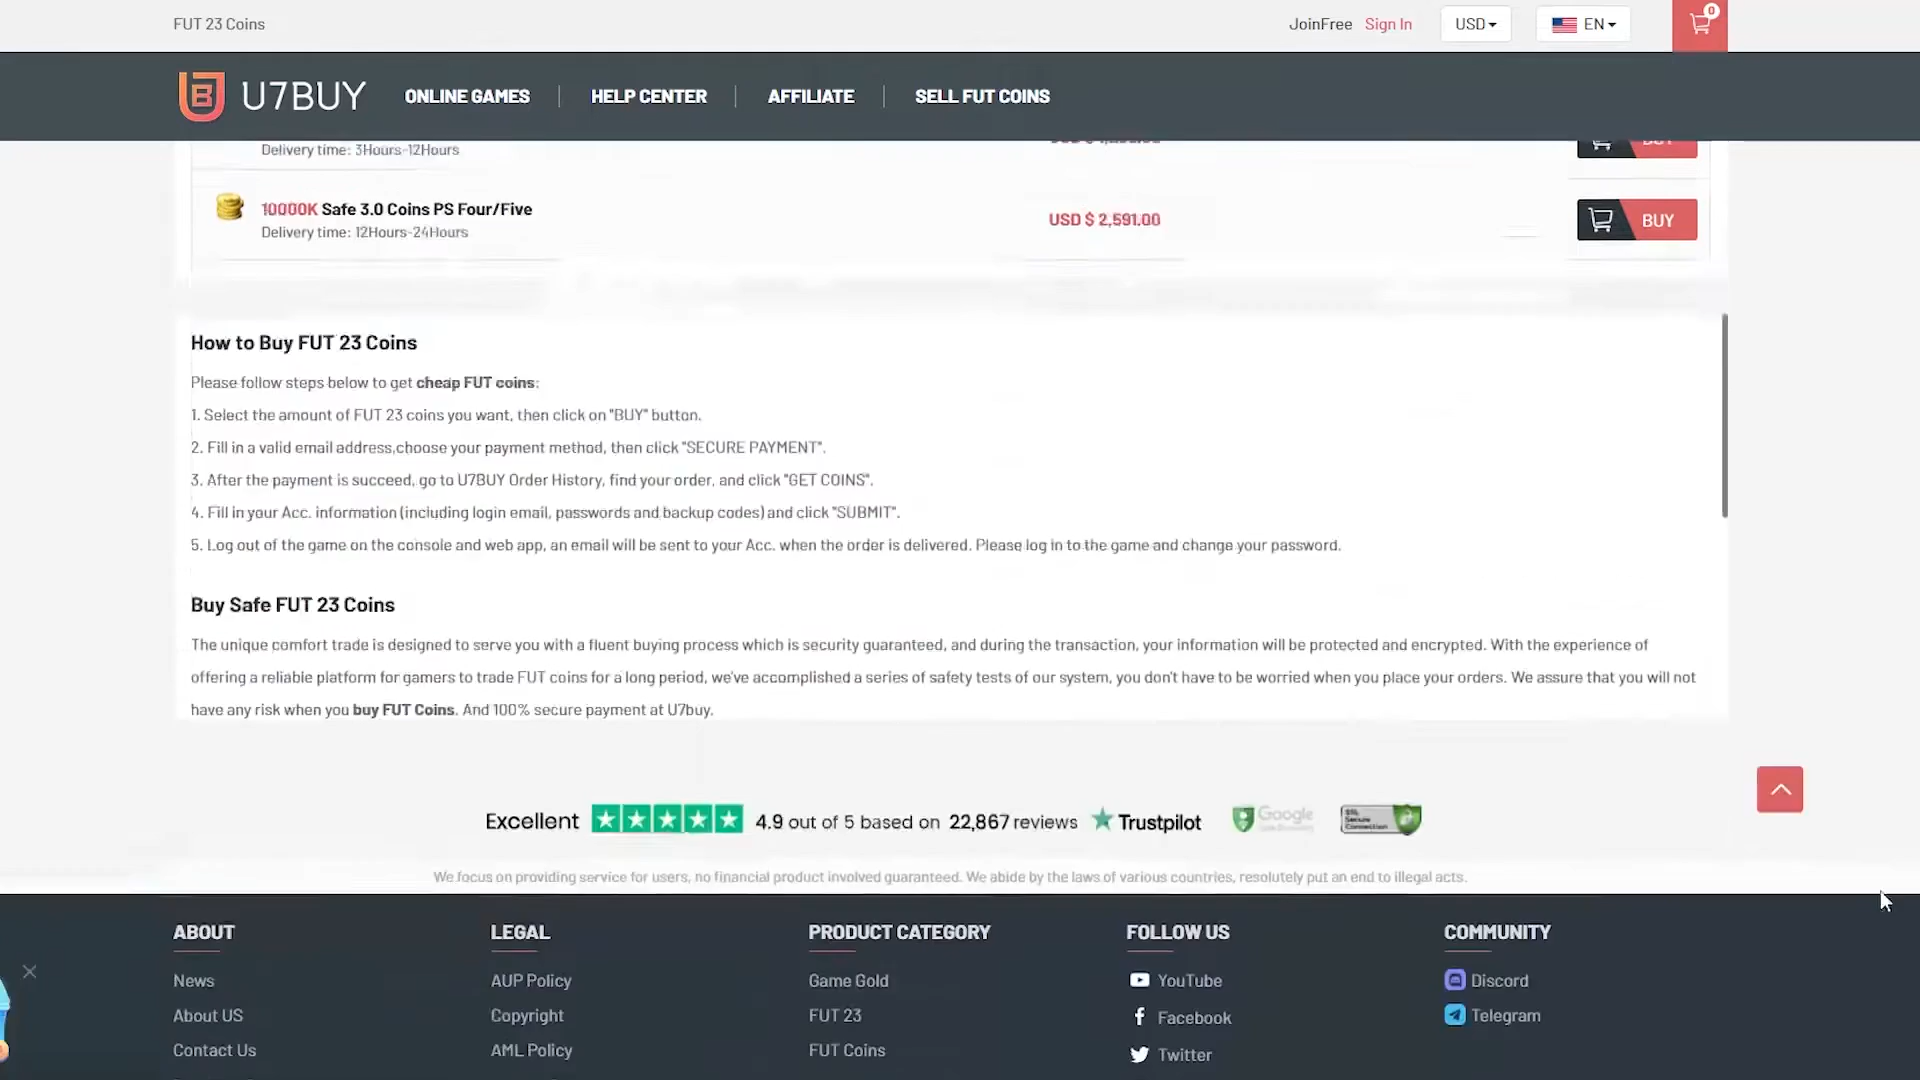 FUT 23 Coins
JoinFree Sign In USD EN 0
U7BUY ONLINE GAMES HELP CENTER AFFILIATE SELL FUT COINS
Delivery time: 3Hours-12Hours
10000K Safe 3.0 Coins PS Four/Five
Delivery time: 12Hours-24Hours
USD $ 2,591.00
BUY
How to Buy FUT 23 Coins
Please follow steps below to get cheap FUT coins:
1. Select the amount of FUT 23 coins you want, then click on "BUY" button.
2. Fill in a valid email address,choose your payment method, then click "SECURE PAYMENT".
3. After the payment is succeed, go to U7BUY Order History, find your order, and click "GET COINS".
4. Fill in your Acc. information (including login email, passwords and backup codes) and click "SUBMIT".
5. Log out of the game on the console and web app, an email will be sent to your Acc. when the order is delivered. Please log in to the game and change your password.
Buy Safe FUT 23 Coins
The unique comfort trade is designed to serve you with a fluent buying process which is security guaranteed, and during the transaction, your information will be protected and encrypted. With the experience of
offering a reliable platform for gamers to trade FUT coins for a long period, we've accomplished a series of safety tests of our system, you don't have to be worried when you place your orders. We assure that you will not
have any risk when you buy FUT Coins. And 100% secure payment at U7buy.
Excellent 4.9 out of 5 based on 22,867 reviews Trustpilot Google
SSL
Secure
Connection
We focus on providing service for users, no financial product involved guaranteed. We abide by the laws of various countries, resolutely put an end to illegal acts.
ABOUT
News
About US
Contact Us
LEGAL
AUP Policy
Copyright
AML Policy
PRODUCT CATEGORY
Game Gold
FUT 23
FUT Coins
FOLLOW US
YouTube
Facebook
Twitter
COMMUNITY
Discord
Telegram